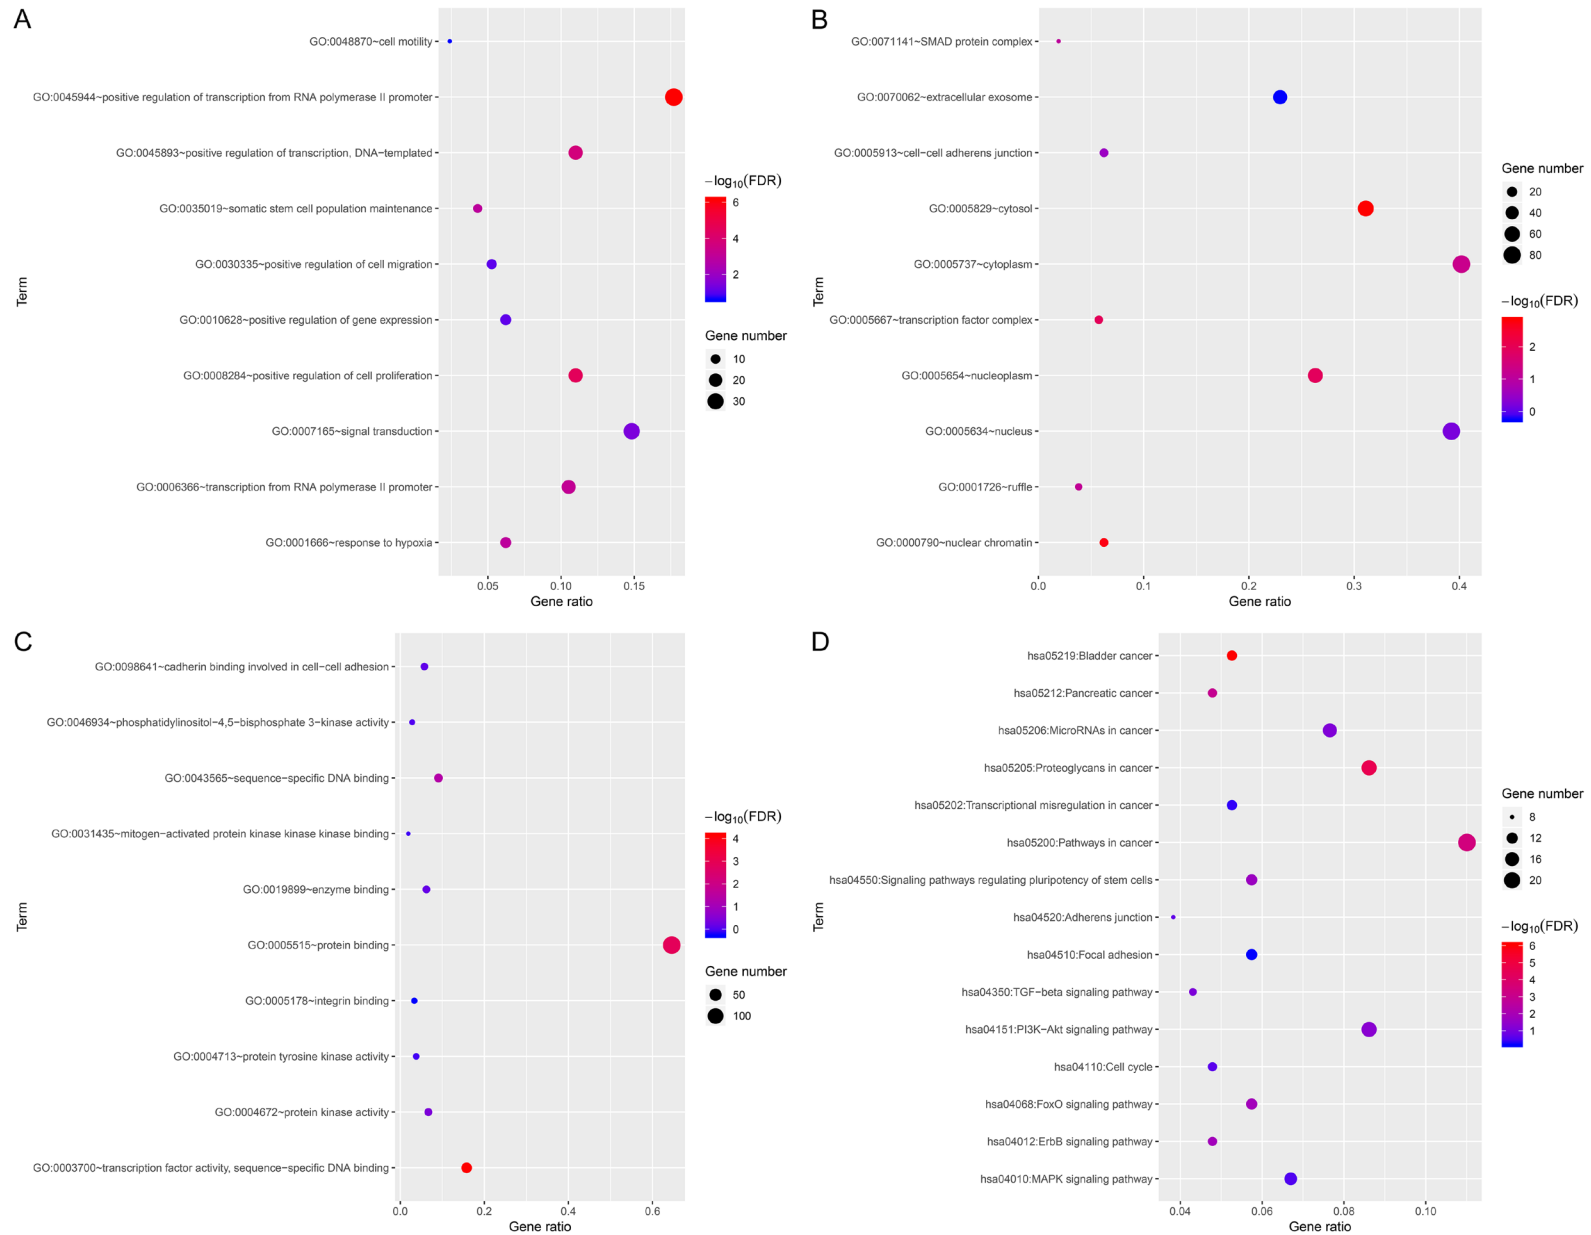 A
GO:0048870~cell motility
GO:0045944~positive regulation of transcription from RNA polymerase II promoter
GO:0045893~positive regulation of transcription, DNA−templated
GO:0035019~somatic stem cell population maintenance
GO:0030335~positive regulation of cell migration
GO:0010628~positive regulation of gene expression
GO:0008284~positive regulation of cell proliferation
GO:0007165~signal transduction
GO:0006366~transcription from RNA polymerase II promoter
GO:0001666~response to hypoxia
Term
0.05 0.10 0.15
Gene ratio
−log10(FDR)
6
4
2
Gene number
10
20
30
B
GO:0071141~SMAD protein complex
GO:0070062~extracellular exosome
GO:0005913~cell−cell adherens junction
GO:0005829~cytosol
GO:0005737~cytoplasm
GO:0005667~transcription factor complex
GO:0005654~nucleoplasm
GO:0005634~nucleus
GO:0001726~ruffle
GO:0000790~nuclear chromatin
Term
0.0 0.1 0.2 0.3 0.4
Gene ratio
Gene number
20
40
60
80
−log10(FDR)
2
1
0
C
GO:0098641~cadherin binding involved in cell−cell adhesion
GO:0046934~phosphatidylinositol−4,5−bisphosphate 3−kinase activity
GO:0043565~sequence−specific DNA binding
GO:0031435~mitogen−activated protein kinase kinase kinase binding
GO:0019899~enzyme binding
GO:0005515~protein binding
GO:0005178~integrin binding
GO:0004713~protein tyrosine kinase activity
GO:0004672~protein kinase activity
GO:0003700~transcription factor activity, sequence−specific DNA binding
Term
0.0 0.2 0.4 0.6
Gene ratio
−log10(FDR)
4
3
2
1
0
Gene number
50
100
D
hsa05219:Bladder cancer
hsa05212:Pancreatic cancer
hsa05206:MicroRNAs in cancer
hsa05205:Proteoglycans in cancer
hsa05202:Transcriptional misregulation in cancer
hsa05200:Pathways in cancer
hsa04550:Signaling pathways regulating pluripotency of stem cells
hsa04520:Adherens junction
hsa04510:Focal adhesion
hsa04350:TGF−beta signaling pathway
hsa04151:PI3K−Akt signaling pathway
hsa04110:Cell cycle
hsa04068:FoxO signaling pathway
hsa04012:ErbB signaling pathway
hsa04010:MAPK signaling pathway
Term
0.04 0.06 0.08 0.10
Gene ratio
Gene number
8
12
16
20
−log10(FDR)
6
5
4
3
2
1